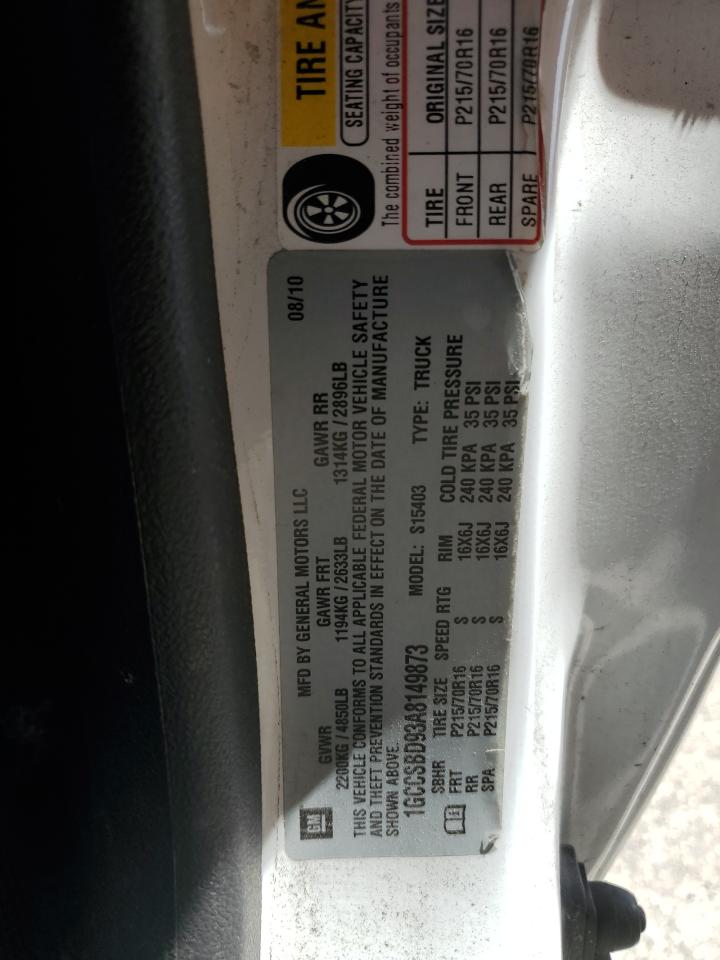 MFD BY GENERAL MOTORS LLC 08/10
GM
GVWR GAWR FRT GAWR RR
2200KG / 4850LB 1194KG / 2633LB 1314KG / 2896LB
THIS VEHICLE CONFORMS TO ALL APPLICABLE FEDERAL MOTOR VEHICLE SAFETY
AND THEFT PREVENTION STANDARDS IN EFFECT ON THE DATE OF MANUFACTURE
SHOWN ABOVE.
1GCCSBD93A8149873 MODEL: S15403 TYPE: TRUCK
SBHR TIRE SIZE SPEED RTG RIM COLD TIRE PRESSURE
FRT P215/70R16 S 16X6J 240 KPA 35 PSI
RR P215/70R16 S 16X6J 240 KPA 35 PSI
SPA P215/70R16 S 16X6J 240 KPA 35 PSI
TIRE AN
SEATING CAPACITY
The combined weight of occupants
TIRE ORIGINAL SIZE
FRONT P215/70R16
REAR P215/70R16
SPARE P215/70R16